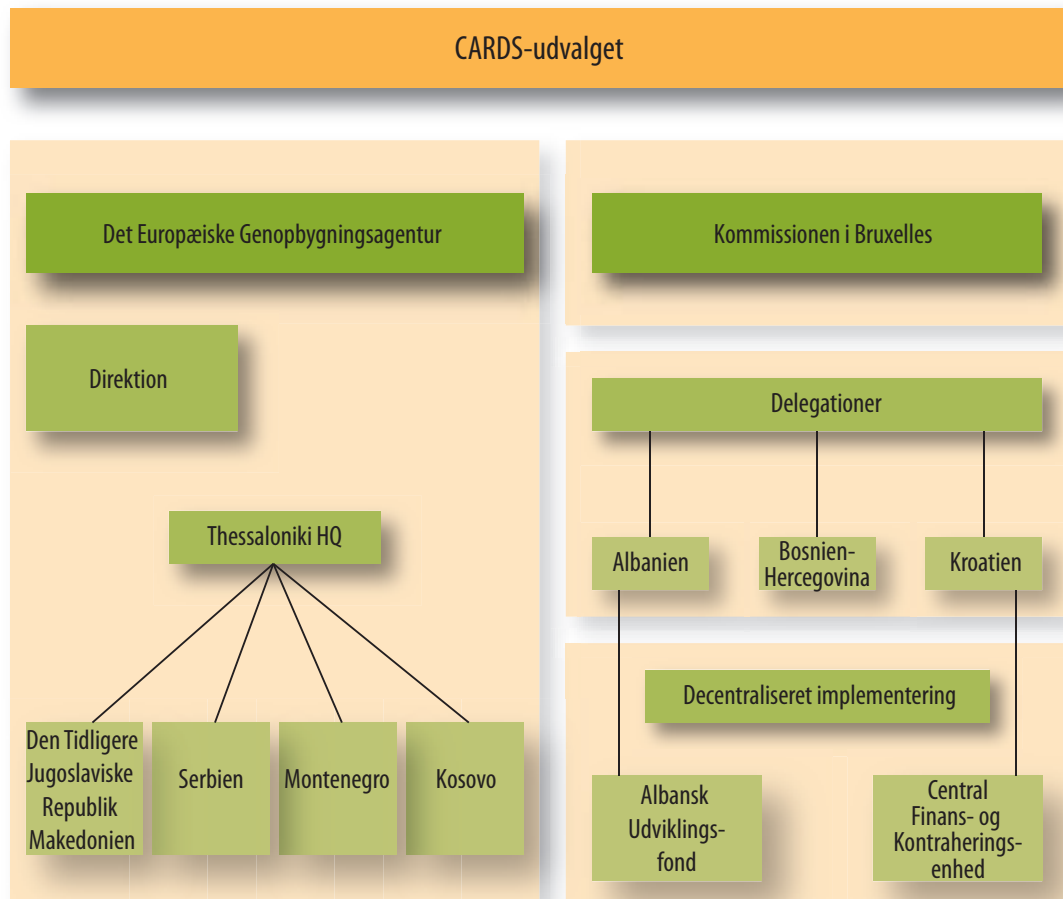 CARDS-udvalget
Det Europæiske Genopbygningsagentur
Direktion
Thessaloniki HQ
Den Tidligere
Jugoslaviske
Republik
Makedonien
Serbien
Montenegro
Kosovo
Kommissionen i Bruxelles
Delegationer
Albanien
Bosnien-
Hercegovina
Kroatien
Decentraliseret implementering
Albansk
Udviklings-
fond
Central
Finans- og
Kontraherings-
enhed